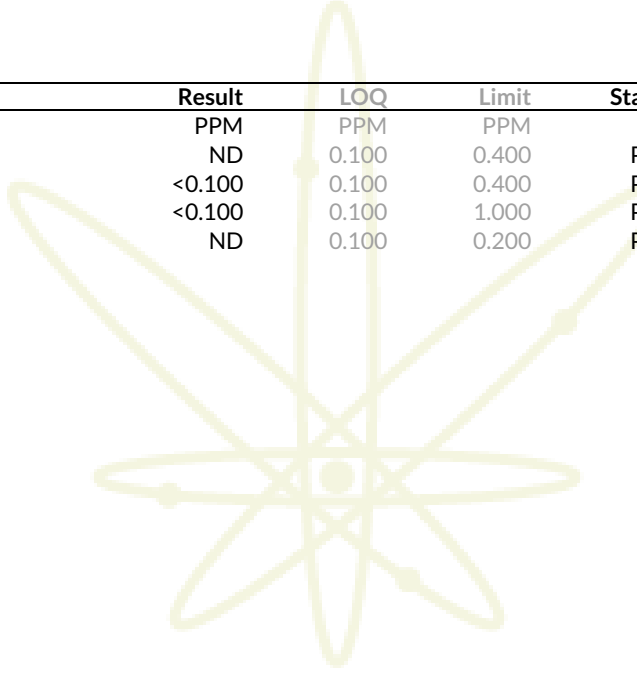 Result LOQ Limit Sta
PPM PPM PPM
ND 0.100 0.400 P
<0.100 0.100 0.400 P
<0.100 0.100 1.000 P
ND 0.100 0.200 P